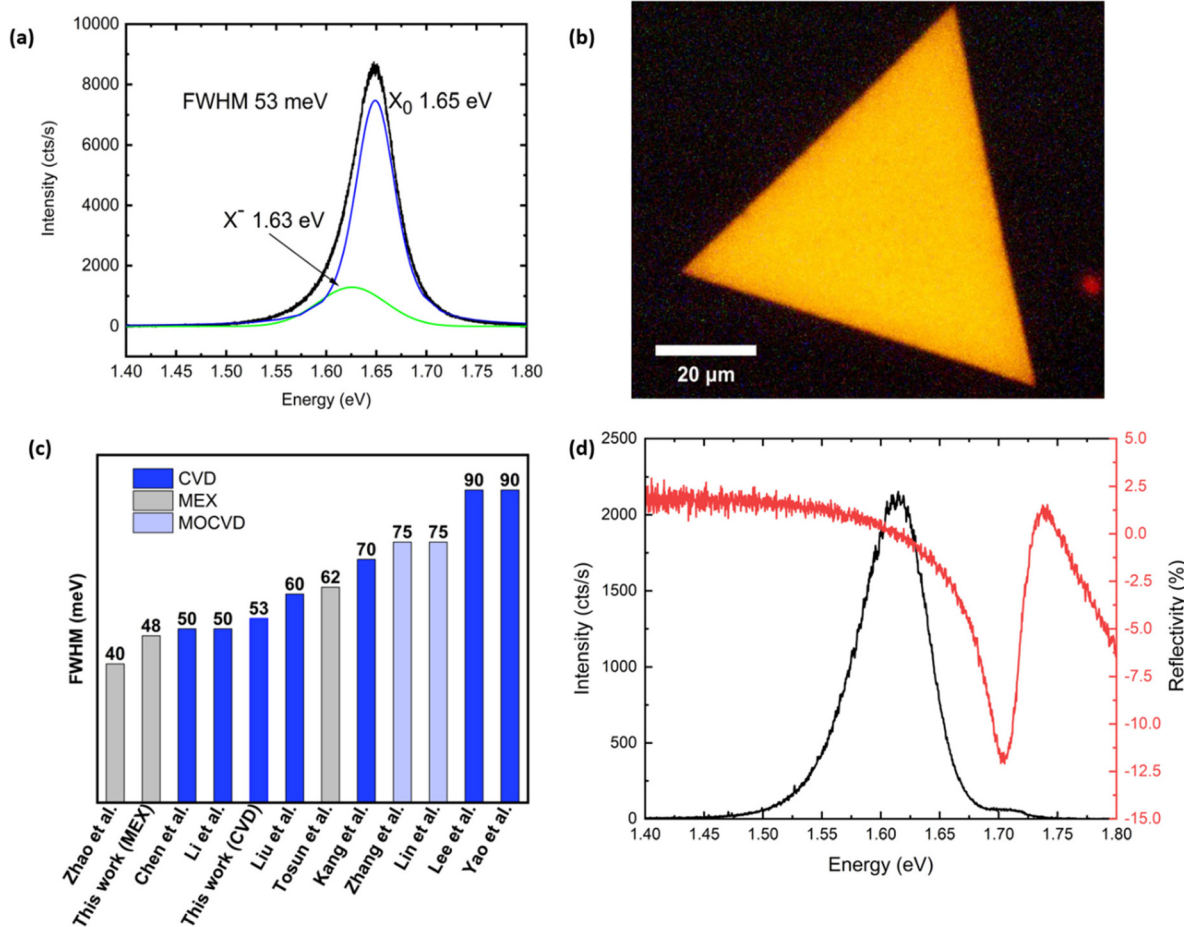 (a)
10000
8000
6000
4000
2000
0
Intensity (cts/s)
FWHM 53 meV
X0 1.65 eV
X- 1.63 eV
1.40 1.45 1.50 1.55 1.60 1.65 1.70 1.75 1.80
Energy (eV)
(b)
20 µm
(c)
CVD
MEX
MOCVD
FWHM (meV)
40 48 50 50 53 60 62 70 75 75 90 90
Zhao et al.
This work (MEX)
Chen et al.
Li et al.
This work (CVD)
Liu et al.
Tosun et al.
Kang et al.
Zhang et al.
Lin et al.
Lee et al.
Yao et al.
(d)
2500
2000
1500
1000
500
0
Intensity (cts/s)
5.0
2.5
0.0
-2.5
-5.0
-7.5
-10.0
-12.5
-15.0
Reflectivity (%)
1.40 1.45 1.50 1.55 1.60 1.65 1.70 1.75 1.80
Energy (eV)